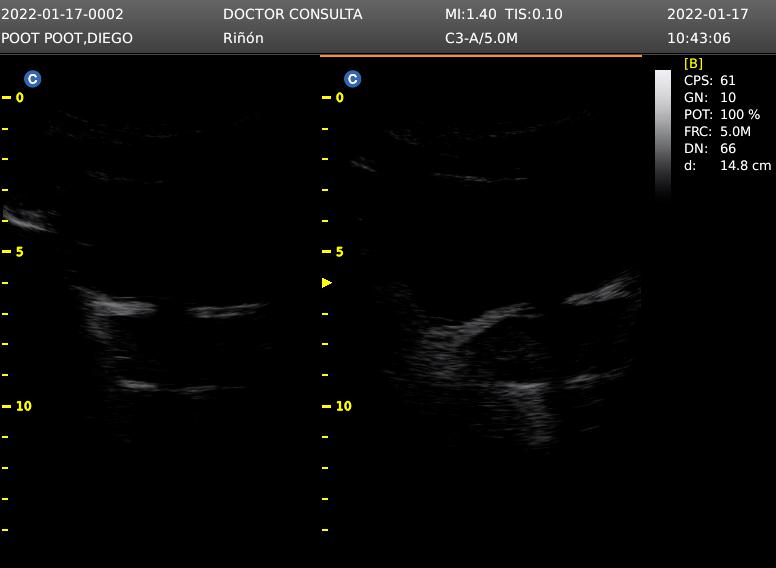 2022-01-17-0002 DOCTOR CONSULTA MI:1.40 TIS:0.10 2022-01-17
POOT POOT,DIEGO Riñón C3-A/5.0M 10:43:06
[B]
CPS: 61
GN: 10
POT: 100 %
FRC: 5.0M
DN: 66
d: 14.8 cm
C C
0 0
5 5
10 10